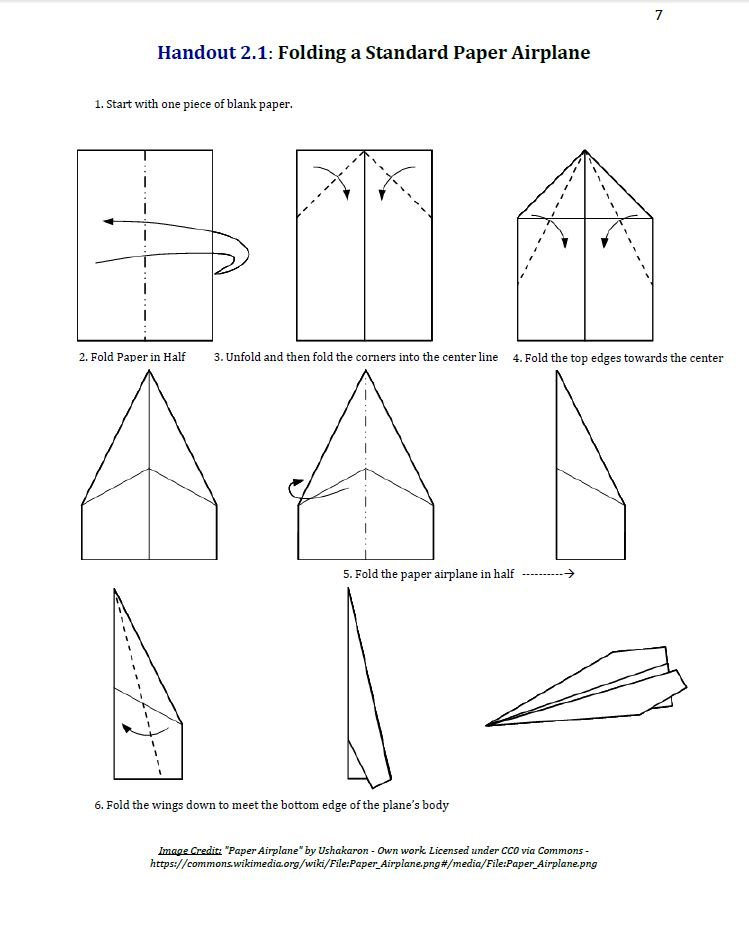 7
Handout 2.1: Folding a Standard Paper Airplane
1. Start with one piece of blank paper.
2. Fold Paper in Half
3. Unfold and then fold the corners into the center line
4. Fold the top edges towards the center
5. Fold the paper airplane in half ---------->
6. Fold the wings down to meet the bottom edge of the plane's body
Image Credit: "Paper Airplane" by Ushakaron - Own work. Licensed under CC0 via Commons -
https://commons.wikimedia.org/wiki/File:Paper_Airplane.png#/media/File:Paper_Airplane.png